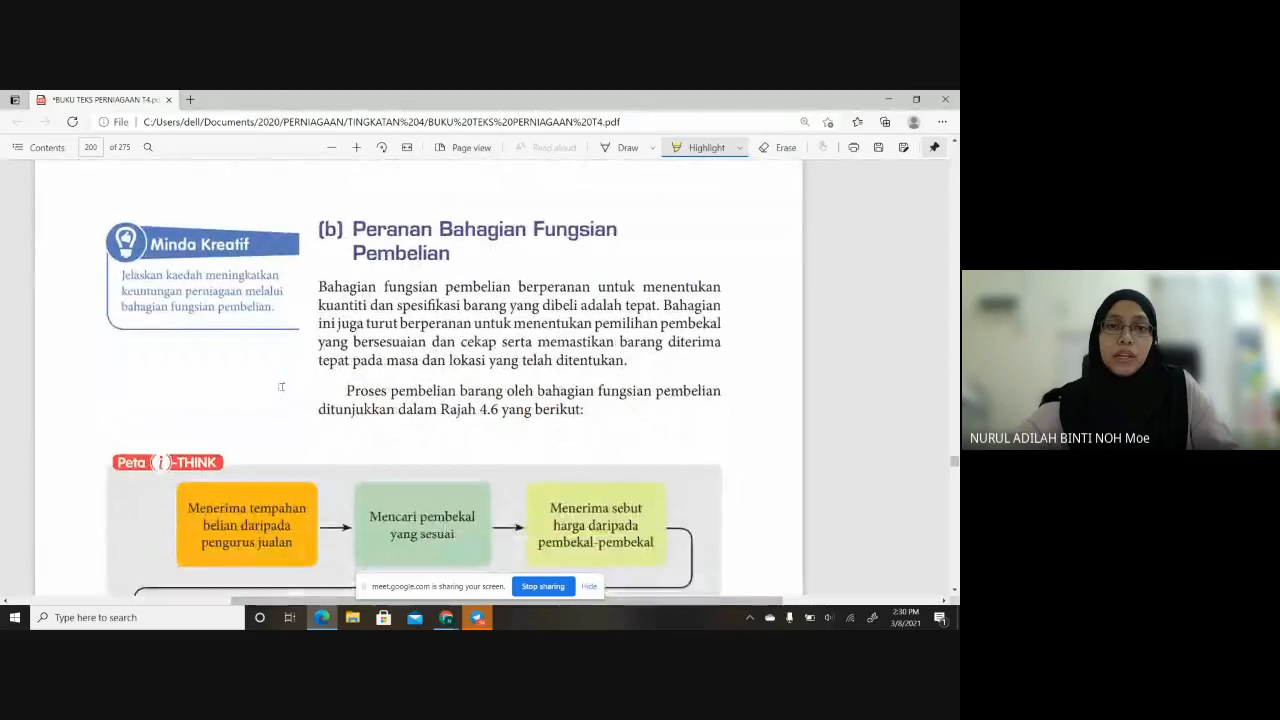 *BUKU TEKS PERNIAGAAN T4.pd
File
C:/Users/dell/Documents/2020/PERNIAGAAN/TINGKATAN%204/BUKU%20TEKS%20PERNIAGAAN%20T4.pdf
Contents
200 of 275
Page view
Read aloud
Draw
Highlight
Erase
Minda Kreatif
Jelaskan kaedah meningkatkan
keuntungan perniagaan melalui
bahagian fungsian pembelian.
(b) Peranan Bahagian Fungsian
Pembelian
Bahagian fungsian pembelian berperanan untuk menentukan
kuantiti dan spesifikasi barang yang dibeli adalah tepat. Bahagian
ini juga turut berperanan untuk menentukan pemilihan pembekal
yang bersesuaian dan cekap serta memastikan barang diterima
tepat pada masa dan lokasi yang telah ditentukan.
Proses pembelian barang oleh bahagian fungsian pembelian
ditunjukkan dalam Rajah 4.6 yang berikut:
Peta i-THINK
Menerima tempahan
belian daripada
pengurus jualan
Mencari pembekal
yang sesuai
Menerima sebut
harga daripada
pembekal-pembekal
meet.google.com is sharing your screen.
Stop sharing
Hide
Type here to search
2:30 PM
3/8/2021
NURUL ADILAH BINTI NOH Moe